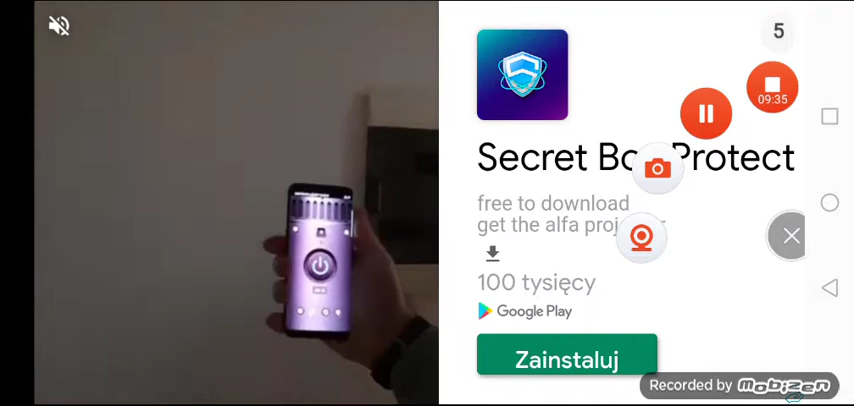 5
09:35
Secret Bo Protect
free to download
get the alfa proj
100 tysięcy
Google Play
Zainstaluj
Recorded by mobizen